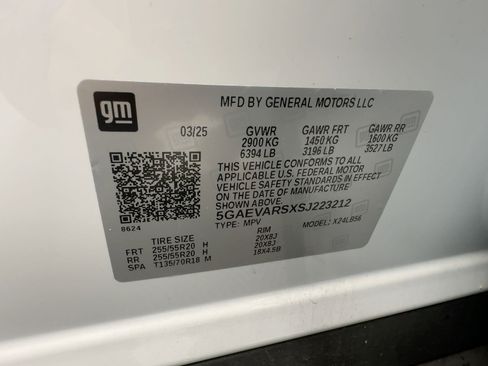 gm
MFD BY GENERAL MOTORS LLC
03/25 GVWR GAWR FRT GAWR RR
2900 KG 1450 KG 1600 KG
6394 LB 3196 LB 3527 LB
THIS VEHICLE CONFORMS TO ALL
APPLICABLE U.S. FEDERAL MOTOR
VEHICLE SAFETY STANDARDS IN EFFECT
ON THE DATE OF MANUFACTURE
SHOWN ABOVE.
5GAEVARSXSJ223212
8624 TYPE: MPV MODEL: X24LB56
TIRE SIZE RIM
FRT 255/55R20 H 20X8J
RR 255/55R20 H 20X8J
SPA T135/70R18 M 18X4.5B